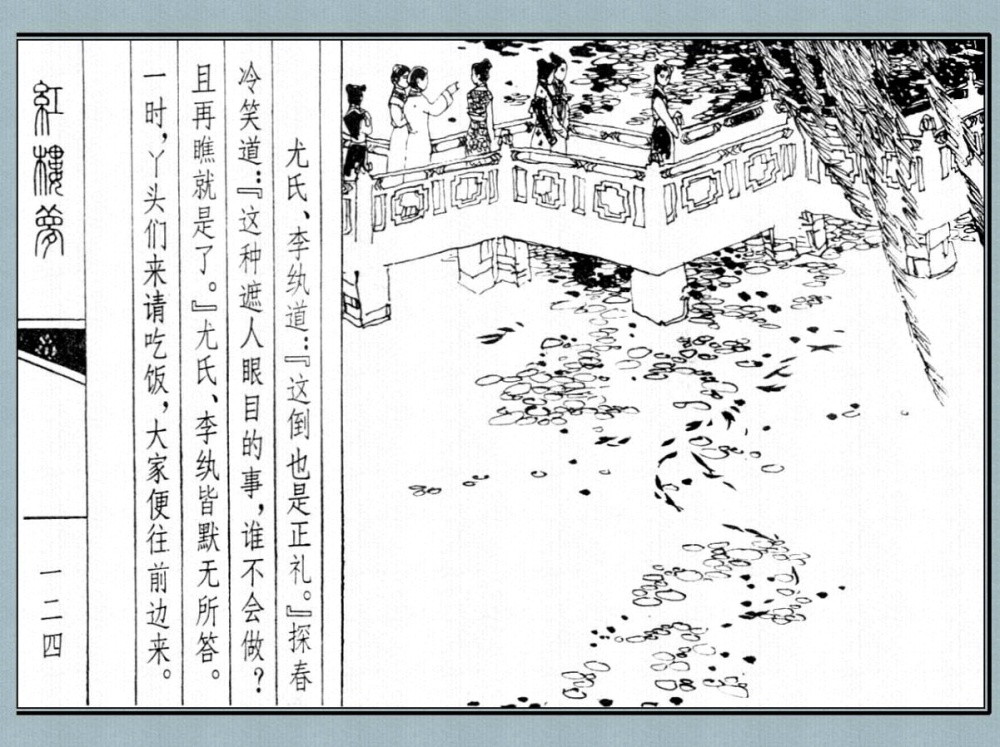 尤氏、李纨道：『这倒也是正礼。』探春
冷笑道：『这种遮人眼目的事，谁不会做？
且再瞧就是了。』尤氏、李纨皆默无所答。
一时，丫头们来请吃饭，大家便往前边来。
紅樓夢
一二四